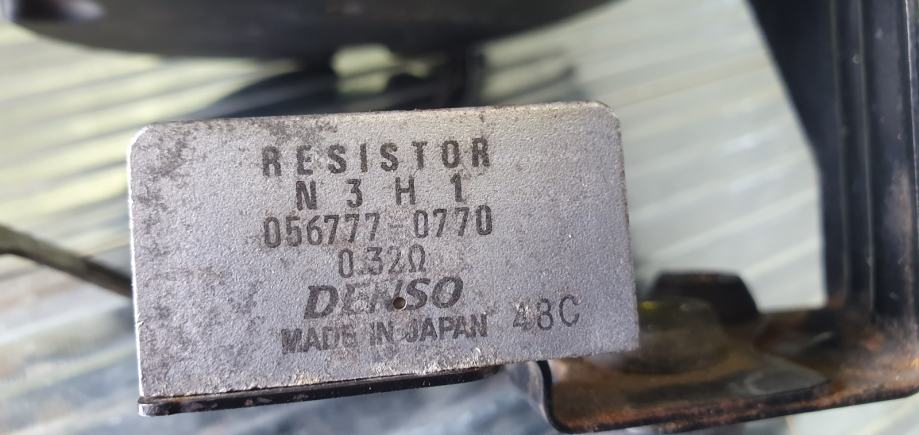 RESISTOR
N3H1
056777-0770
0.32Ω
DENSO
MADE IN JAPAN 48C